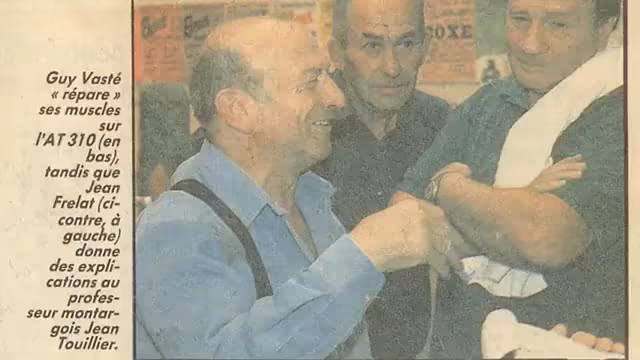 Guy Vasté
« répare »
ses muscles
sur
l'AT 310 (en
bas),
tandis que
Jean
Frelat (ci-
contre, à
gauche)
donne
des expli-
cations au
profes-
seur montar-
gois Jean
Touillier.
OXE